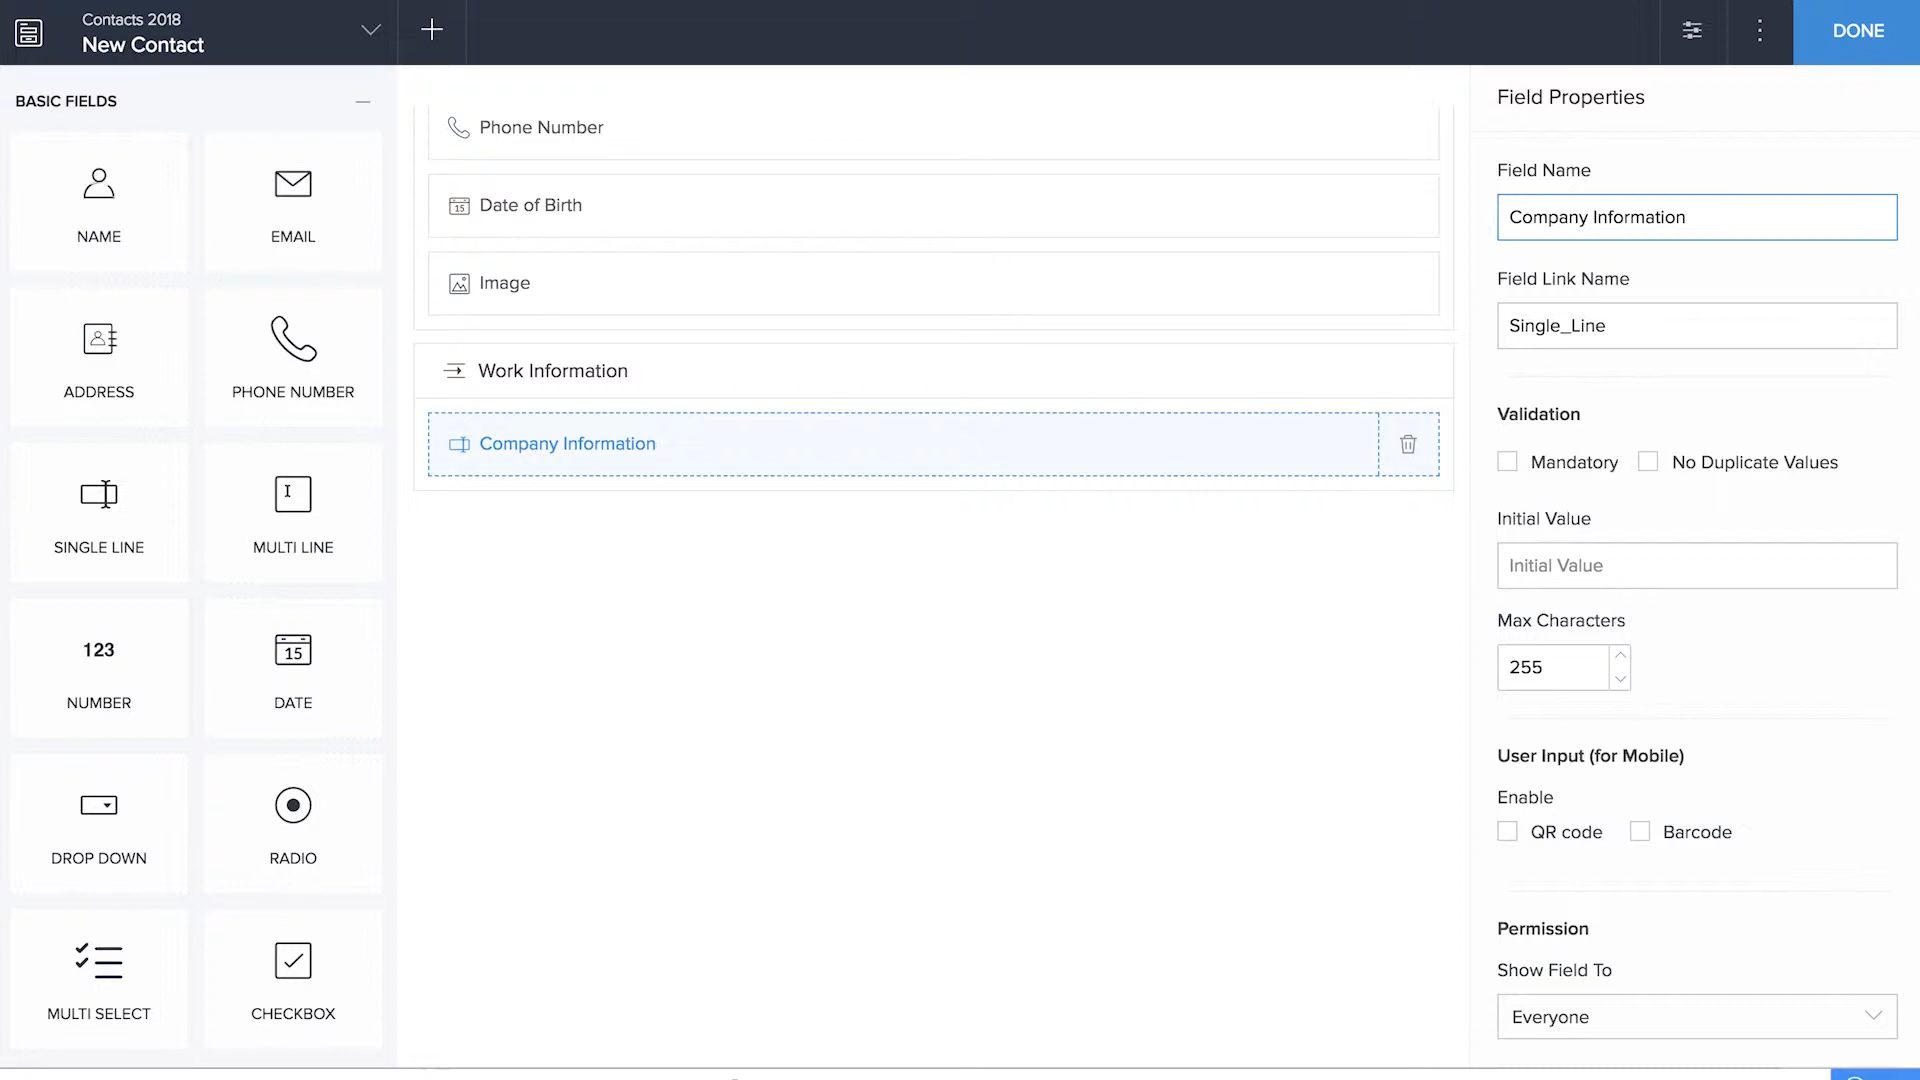 Contacts 2018
New Contact
DONE
BASIC FIELDS
NAME
EMAIL
ADDRESS
PHONE NUMBER
SINGLE LINE
MULTI LINE
123
NUMBER
15
DATE
DROP DOWN
RADIO
MULTI SELECT
CHECKBOX
Phone Number
15
Date of Birth
Image
Work Information
Company Information
Field Properties
Field Name
Company Information
Field Link Name
Single_Line
Validation
Mandatory
No Duplicate Values
Initial Value
Initial Value
Max Characters
255
User Input (for Mobile)
Enable
QR code
Barcode
Permission
Show Field To
Everyone